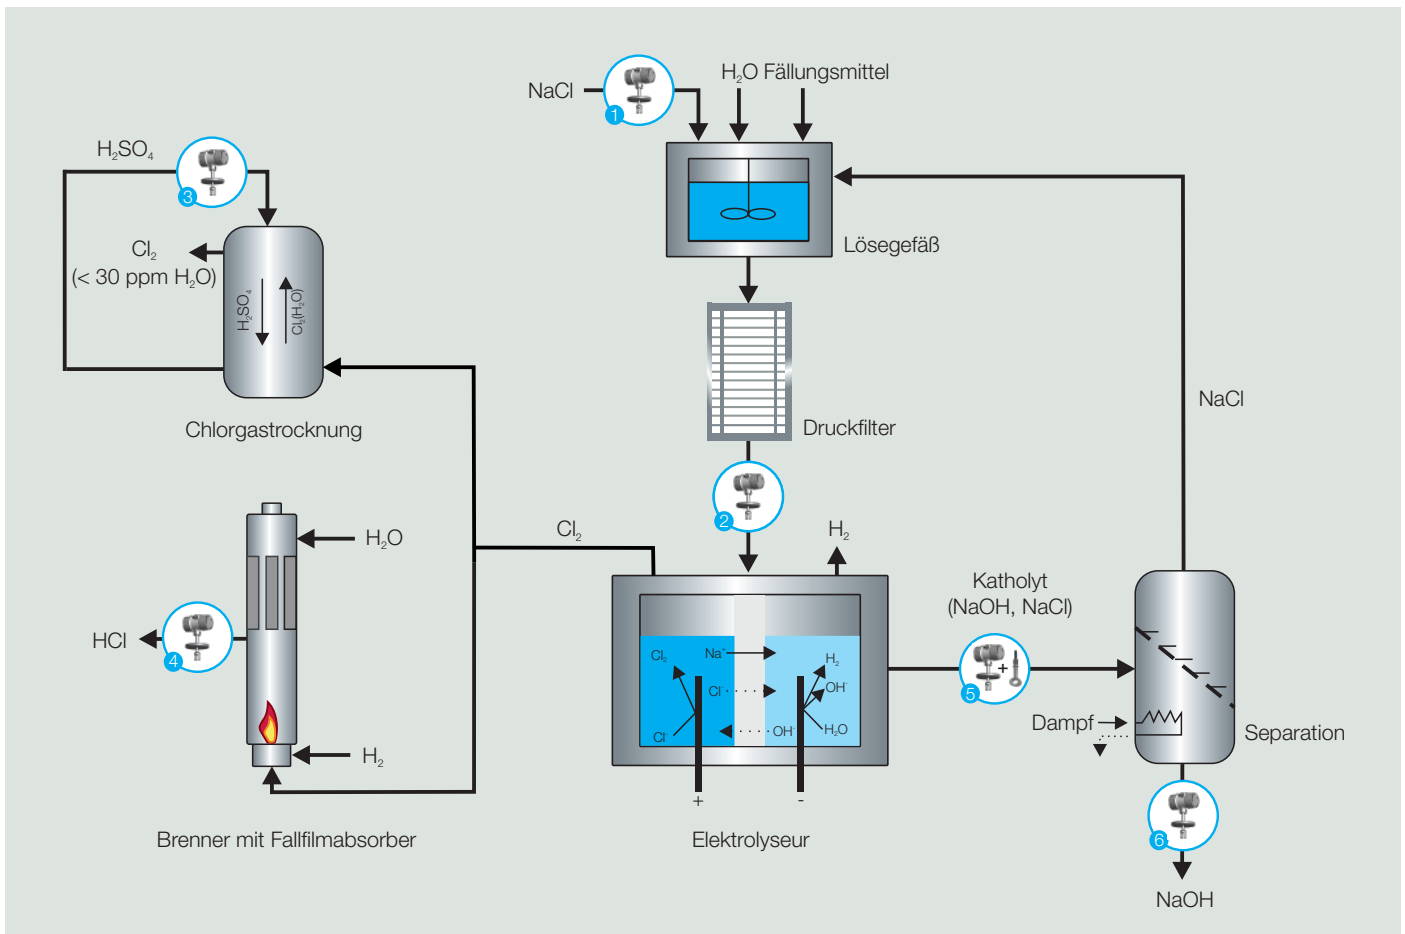 NaCl
1
H₂O Fällungsmittel
H₂SO₄
3
Cl₂
(< 30 ppm H₂O)
H₂SO₄
Cl₂(H₂O)
Chlorgastrocknung
Lösegefäß
Druckfilter
NaCl
2
Cl₂
H₂
H₂O
HCl
4
H₂
Brenner mit Fallfilmabsorber
Cl₂
Na⁺
Cl⁻
Cl⁻
OH⁻
H₂
OH⁻
H₂O
+
-
Elektrolyseur
Katholyt
(NaOH, NaCl)
+
5
Dampf
Separation
6
NaOH